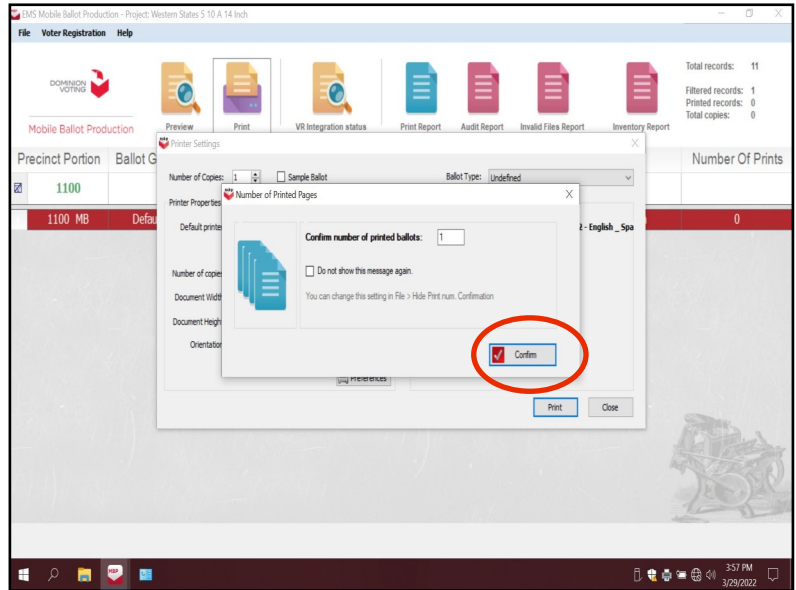 EMS Mobile Ballot Production - Project: Western States 5 10 A 14 Inch
File Voter Registration Help
DOMINION
VOTING
Mobile Ballot Production
Preview Print VR Integration status Print Report Audit Report Invalid Files Report Inventory Report
Total records: 11
Filtered records: 1
Printed records: 0
Total copies: 0
Precinct Portion Ballot G Number Of Prints
1100
1100 MB Defau 0
Printer Settings
Number of Copies: 1 Sample Ballot Ballot Type: Undefined
Printer Properties
Default printe 2 - English _ Spa
Number of copie
Document Widt
Document Heigh
Orientation
Preferences
Print Close
Number of Printed Pages
Confirm number of printed ballots: 1
Do not show this message again.
You can change this setting in File > Hide Print num. Confirmation
Confirm
MBP
3:57 PM
3/29/2022